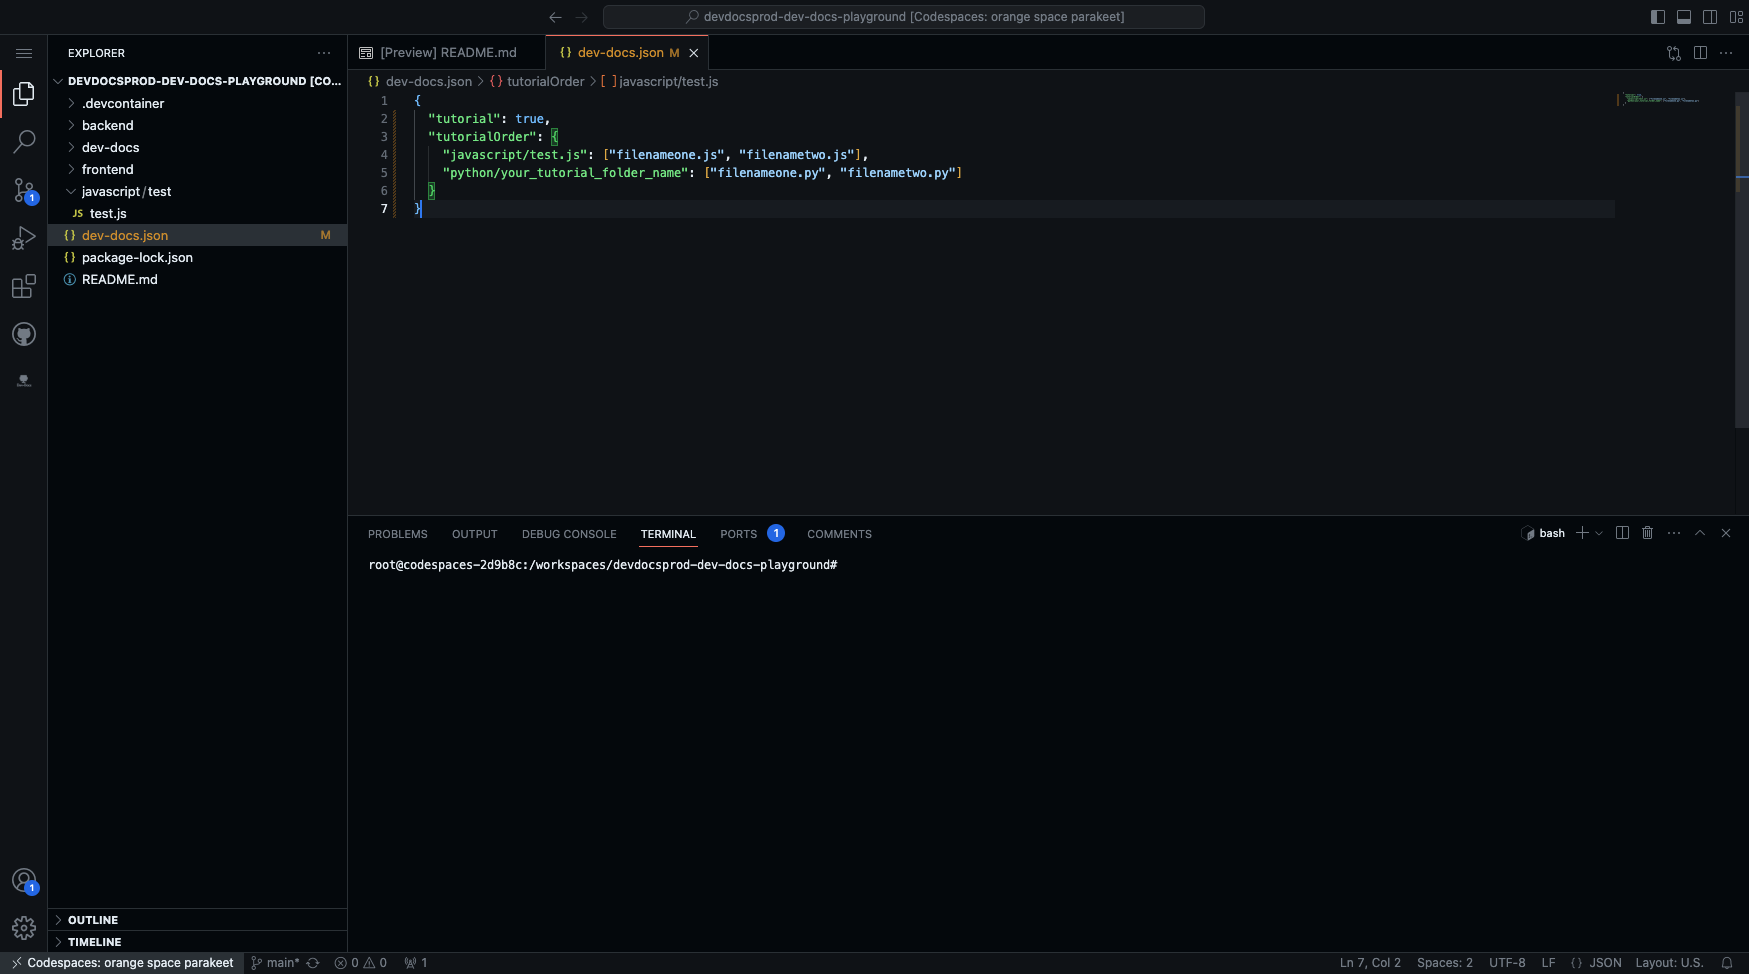 devdocsprod-dev-docs-playground [Codespaces: orange space parakeet]
EXPLORER
DEVDOCSPROD-DEV-DOCS-PLAYGROUND [CO...
.devcontainer
backend
dev-docs
frontend
javascript/test
JS test.js
{} dev-docs.json M
{} package-lock.json
README.md
1
1
OUTLINE
TIMELINE
[Preview] README.md
{} dev-docs.json M
{} dev-docs.json > {} tutorialOrder > [ ] javascript/test.js
1 {
2 "tutorial": true,
3 "tutorialOrder": {
4 "javascript/test.js": ["filenameone.js", "filenametwo.js"],
5 "python/your_tutorial_folder_name": ["filenameone.py", "filenametwo.py"]
6 }
7 }
PROBLEMS OUTPUT DEBUG CONSOLE TERMINAL PORTS 1 COMMENTS
bash
root@codespaces-2d9b8c:/workspaces/devdocsprod-dev-docs-playground#
Codespaces: orange space parakeet main* 0 0 1
Ln 7, Col 2 Spaces: 2 UTF-8 LF {} JSON Layout: U.S.